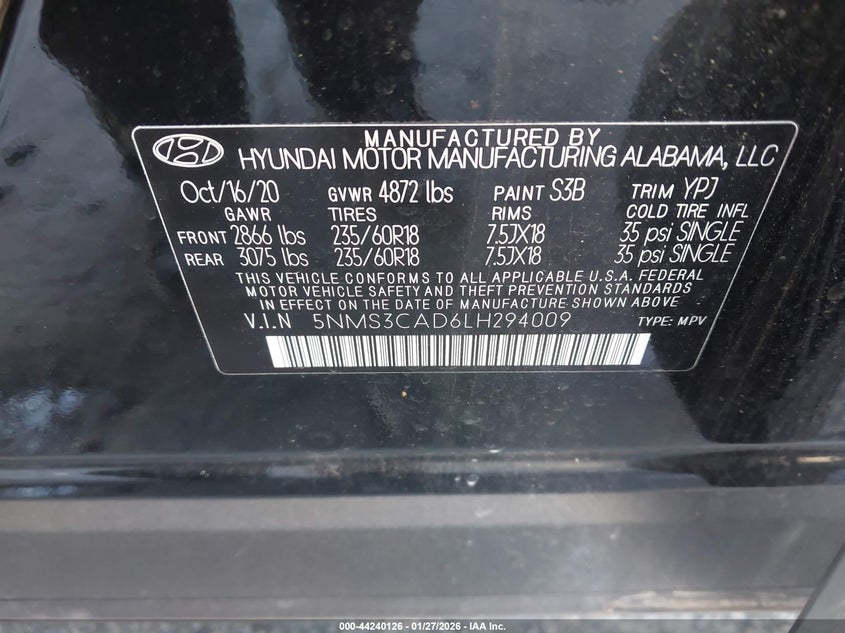 MANUFACTURED BY
HYUNDAI MOTOR MANUFACTURING ALABAMA, LLC
Oct/16/20 GVWR 4872 lbs PAINT S3B TRIM YPJ
GAWR TIRES RIMS COLD TIRE INFL
FRONT 2866 lbs 235/60R18 7.5JX18 35 psi SINGLE
REAR 3075 lbs 235/60R18 7.5JX18 35 psi SINGLE
THIS VEHICLE CONFORMS TO ALL APPLICABLE U.S.A. FEDERAL
MOTOR VEHICLE SAFETY AND THEFT PREVENTION STANDARDS
IN EFFECT ON THE DATE OF MANUFACTURE SHOWN ABOVE
V.I.N 5NMS3CAD6LH294009 TYPE: MPV
000-44240126 - 01/27/2026 - IAA Inc.